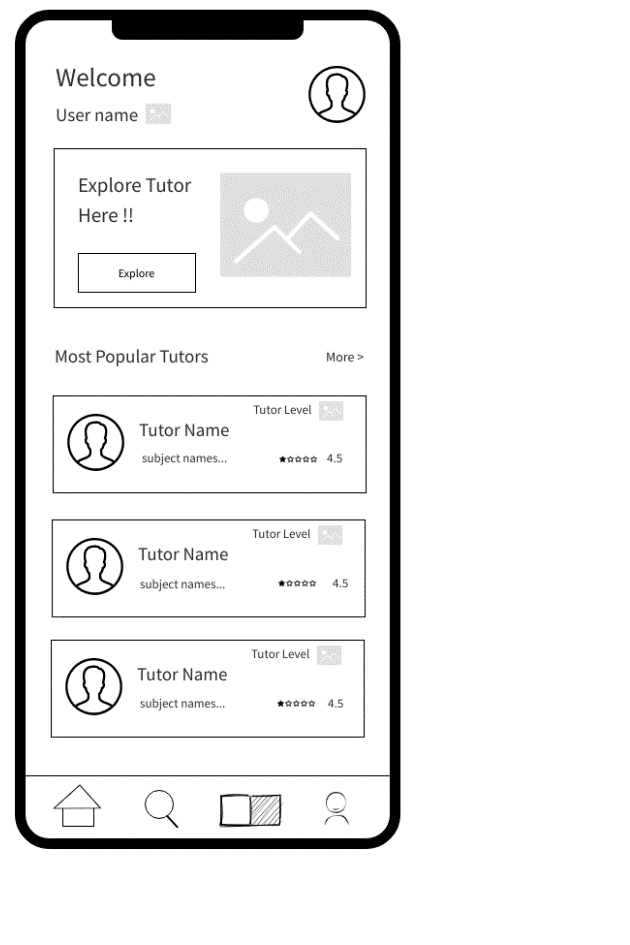 Welcome
User name
Explore Tutor
Here !!
Explore
Most Popular Tutors More >
Tutor Level
Tutor Name
subject names... 4.5
Tutor Level
Tutor Name
subject names... 4.5
Tutor Level
Tutor Name
subject names... 4.5